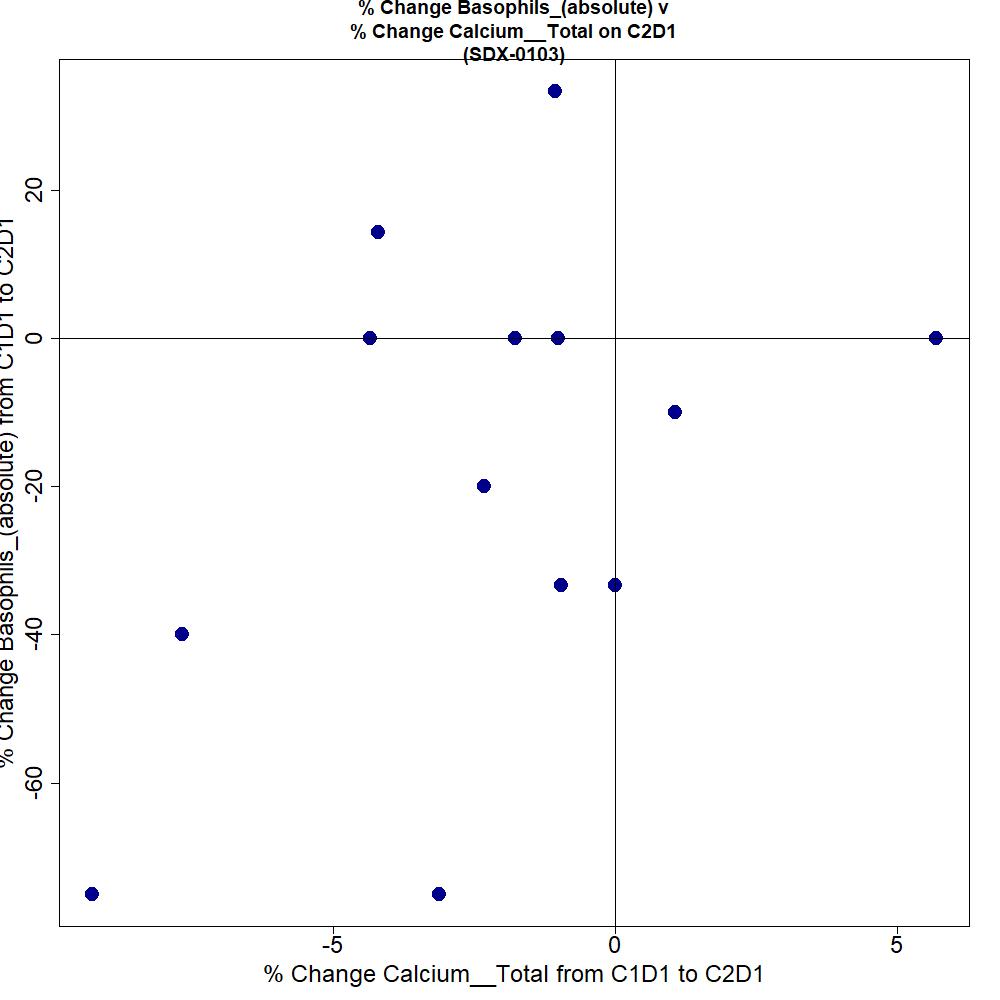 % Change Basophils_(absolute) v
% Change Calcium__Total on C2D1
(SDX-0103)
% Change Basophils_(absolute) from C1D1 to C2D1
20
0
-20
-40
-60
-5
0
5
% Change Calcium__Total from C1D1 to C2D1